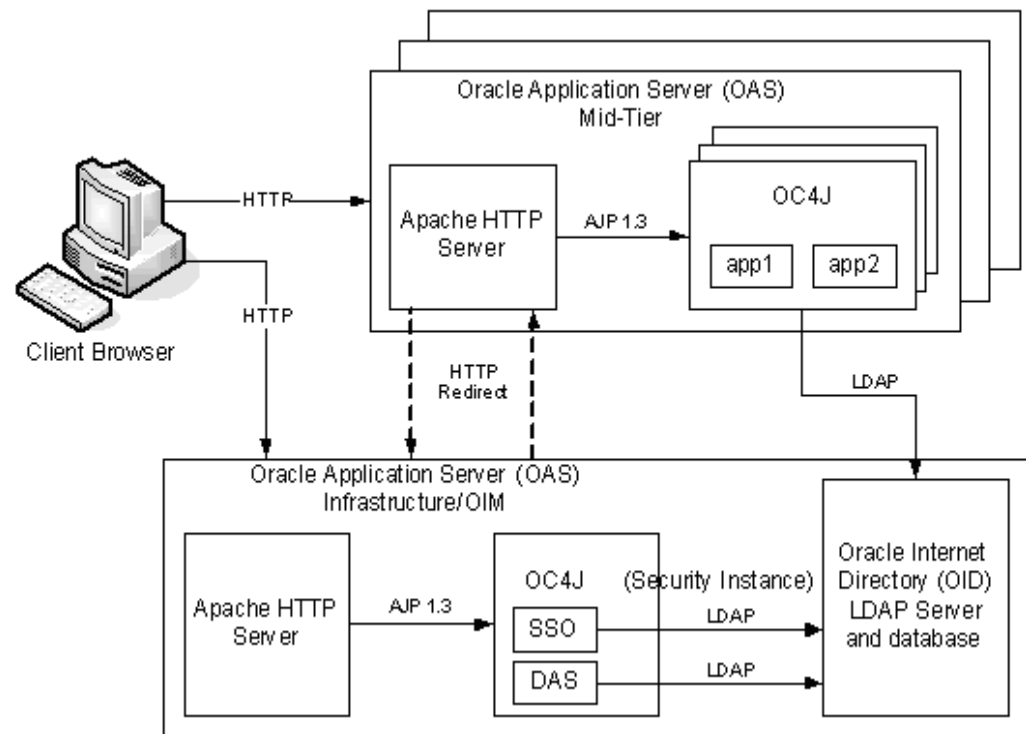 Oracle Application Server (OAS)
Mid-Tier
OC4J
HTTP
Apache HTTP
Server
AJP 1.3
app1
app2
HTTP
Client Browser
HTTP
Redirect
LDAP
Oracle Application Server (OAS)
Infrastructure/OIM
Oracle Internet
Directory (OID)
LDAP Server
and database
OC4J
(Security Instance)
Apache HTTP
Server
AJP 1.3
SSO
LDAP
DAS
LDAP